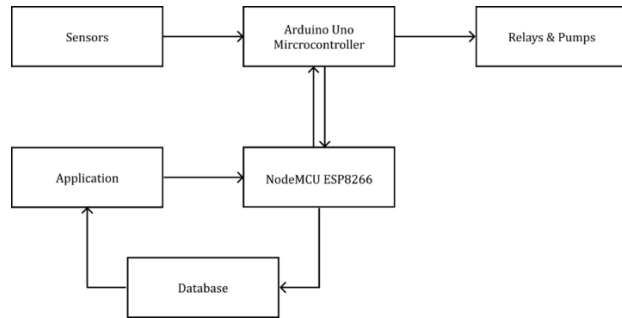 Sensors
Arduino Uno
Mircrocontroller
Relays & Pumps
Application
NodeMCU ESP8266
Database